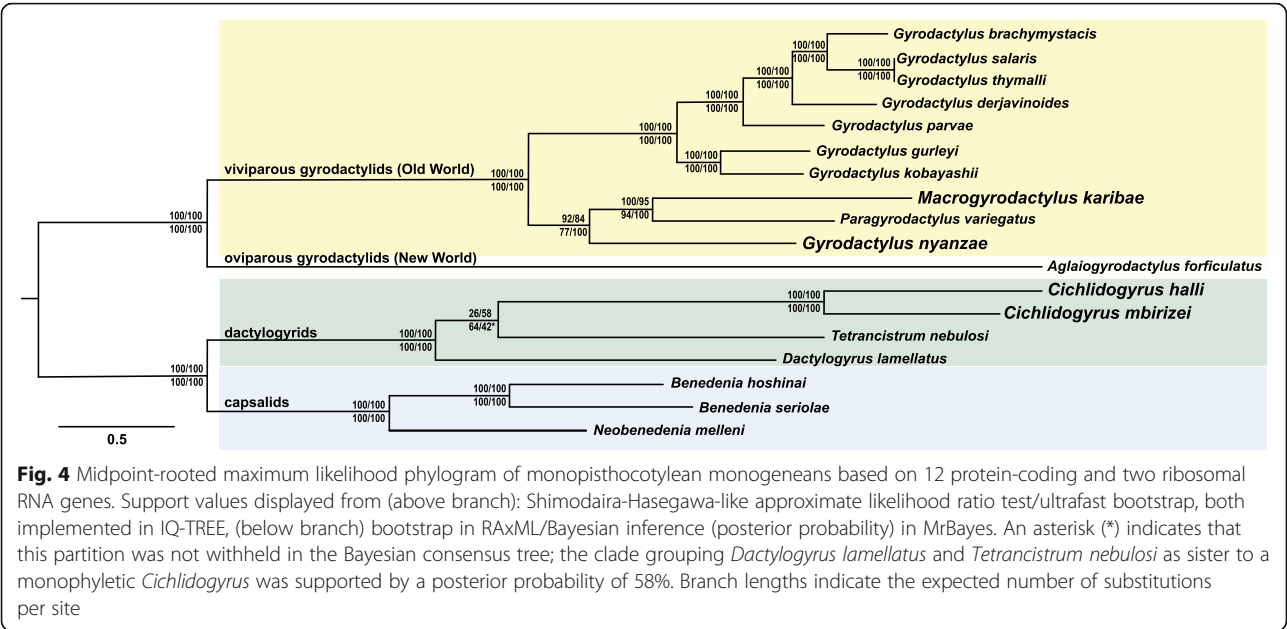 Gyrodactylus brachymystacis
100/100
100/100
Gyrodactylus salaris
100/100
100/100
Gyrodactylus thymalli
100/100
100/100
Gyrodactylus derjavinoides
100/100
100/100
Gyrodactylus parvae
100/100
100/100
Gyrodactylus gurleyi
100/100
100/100
Gyrodactylus kobayashii
viviparous gyrodactylids (Old World)
100/100
100/100
100/95
94/100
Macrogyrodactylus karibae
Paragyrodactylus variegatus
92/84
77/100
Gyrodactylus nyanzae
100/100
100/100
oviparous gyrodactylids (New World)
Aglaiogyrodactylus forficulatus
Cichlidogyrus halli
100/100
100/100
Cichlidogyrus mbirizei
26/58
64/42*
dactylogyrids
100/100
100/100
Tetrancistrum nebulosi
Dactylogyrus lamellatus
100/100
100/100
Benedenia hoshinai
100/100
100/100
capsalids
100/100
100/100
Benedenia seriolae
Neobenedenia melleni
0.5
Fig. 4 Midpoint-rooted maximum likelihood phylogram of monopisthocotylean monogeneans based on 12 protein-coding and two ribosomal
RNA genes. Support values displayed from (above branch): Shimodaira-Hasegawa-like approximate likelihood ratio test/ultrafast bootstrap, both
implemented in IQ-TREE, (below branch) bootstrap in RAxML/Bayesian inference (posterior probability) in MrBayes. An asterisk (*) indicates that
this partition was not withheld in the Bayesian consensus tree; the clade grouping Dactylogyrus lamellatus and Tetrancistrum nebulosi as sister to a
monophyletic Cichlidogyrus was supported by a posterior probability of 58%. Branch lengths indicate the expected number of substitutions
per site